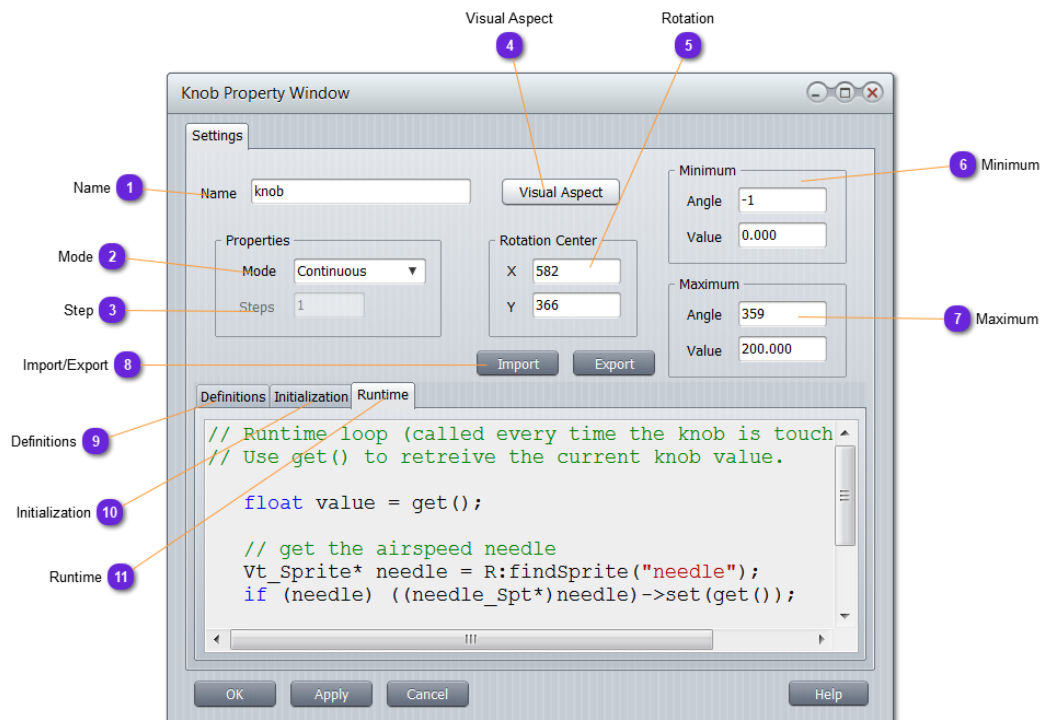 Visual Aspect
4
Rotation
5
Knob Property Window
Settings
Name 1
Name knob
Visual Aspect
Minimum
Angle -1
Value 0.000
6 Minimum
Mode 2
Properties
Mode Continuous
Step 3
Steps 1
Rotation Center
X 582
Y 366
Maximum
Angle 359
Value 200.000
7 Maximum
Import/Export 8
Import Export
Definitions Initialization Runtime
Definitions 9
Initialization 10
Runtime 11
// Runtime loop (called every time the knob is touch
// Use get() to retreive the current knob value.
float value = get();
// get the airspeed needle
Vt_Sprite* needle = R:findSprite("needle");
if (needle) ((needle_Spt*)needle)->set(get());
OK Apply Cancel Help